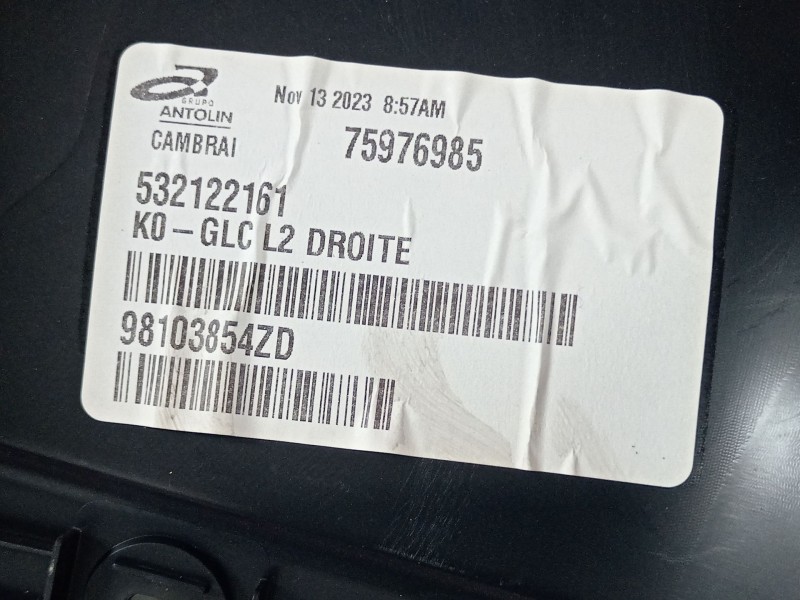 GRUPO
ANTOLIN
CAMBRAI
Nov 13 2023 8:57AM
75976985
532122161
K0-GLC L2 DROITE
98103854ZD